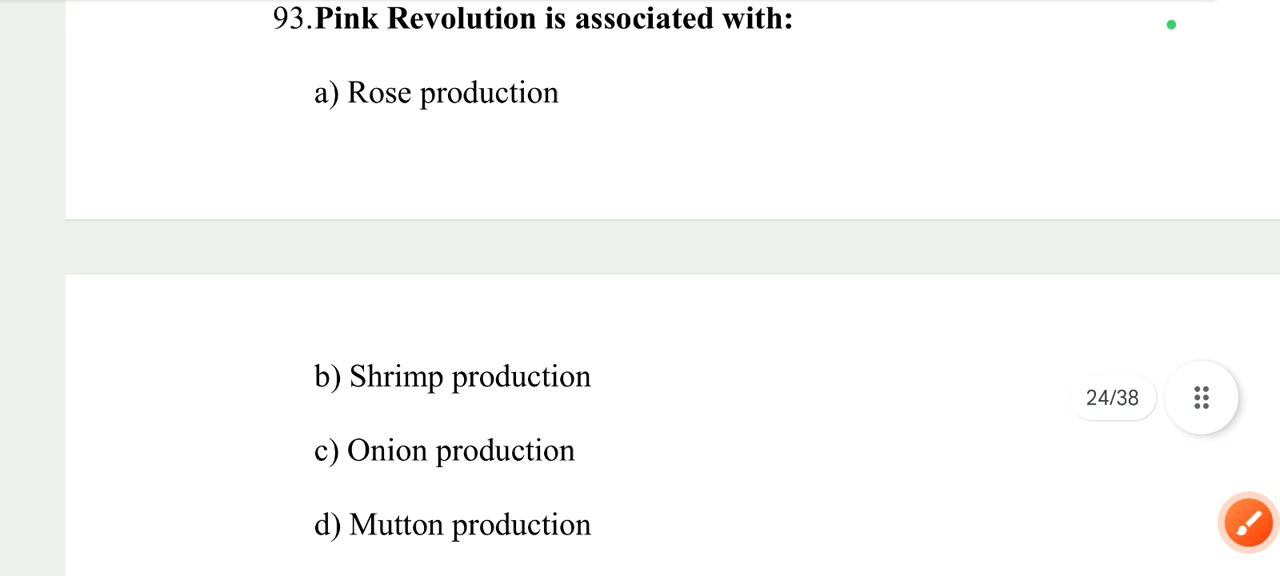 93.Pink Revolution is associated with:
a) Rose production
b) Shrimp production
24/38
c) Onion production
d) Mutton production